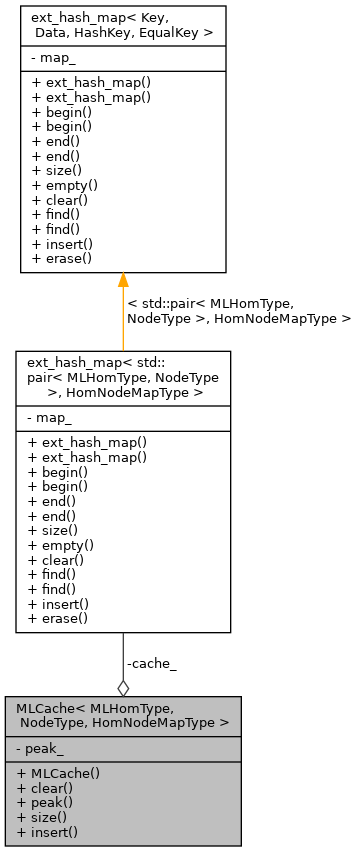 ext_hash_map< Key,
Data, HashKey, EqualKey >
- map_
+ ext_hash_map()
+ ext_hash_map()
+ begin()
+ begin()
+ end()
+ end()
+ size()
+ empty()
+ clear()
+ find()
+ find()
+ insert()
+ erase()
< std::pair< MLHomType,
NodeType >, HomNodeMapType >
ext_hash_map< std::
pair< MLHomType, NodeType
>, HomNodeMapType >
- map_
+ ext_hash_map()
+ ext_hash_map()
+ begin()
+ begin()
+ end()
+ end()
+ size()
+ empty()
+ clear()
+ find()
+ find()
+ insert()
+ erase()
-cache_
MLCache< MLHomType,
NodeType, HomNodeMapType >
- peak_
+ MLCache()
+ clear()
+ peak()
+ size()
+ insert()